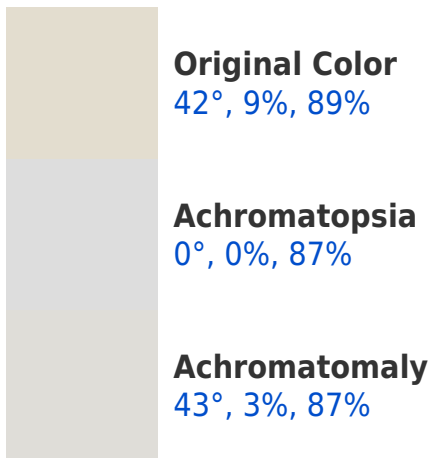 Original Color
42°, 9%, 89%
Achromatopsia
0°, 0%, 87%
Achromatomaly
43°, 3%, 87%